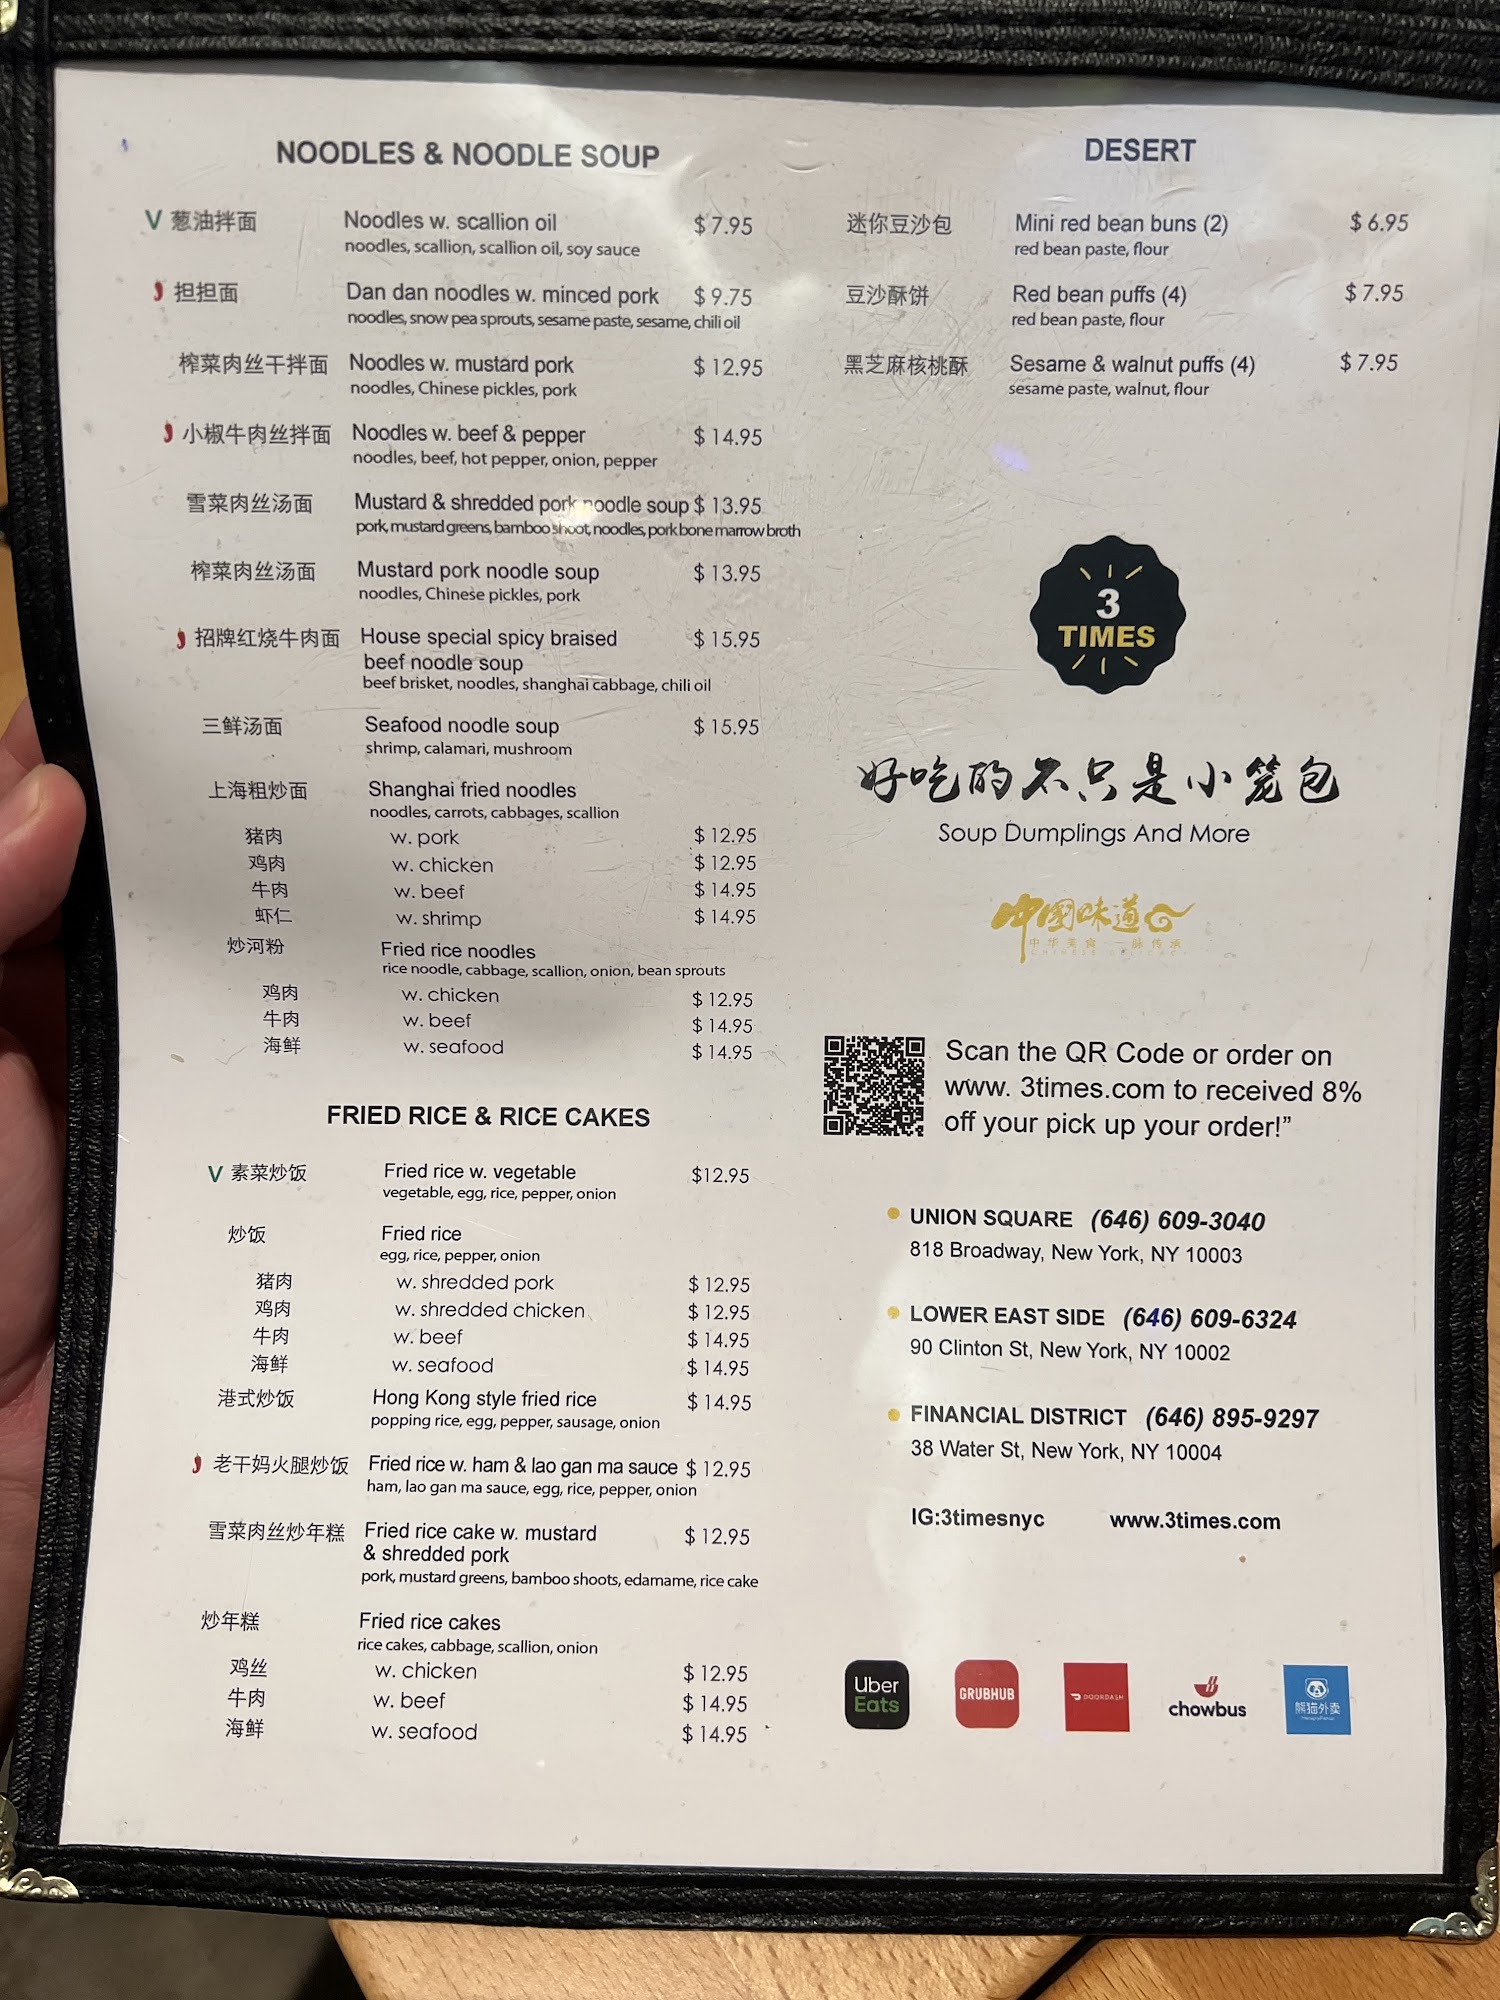 NOODLES & NOODLE SOUP
V 葱油拌面 Noodles w. scallion oil $ 7.95
noodles, scallion, scallion oil, soy sauce
担担面 Dan dan noodles w. minced pork $ 9.75
noodles, snow pea sprouts, sesame paste, sesame, chili oil
榨菜肉丝干拌面 Noodles w. mustard pork $ 12.95
noodles, Chinese pickles, pork
小椒牛肉丝拌面 Noodles w. beef & pepper $ 14.95
noodles, beef, hot pepper, onion, pepper
雪菜肉丝汤面 Mustard & shredded pork noodle soup $ 13.95
pork, mustard greens, bamboo shoot, noodles, pork bone marrow broth
榨菜肉丝汤面 Mustard pork noodle soup $ 13.95
noodles, Chinese pickles, pork
招牌红烧牛肉面 House special spicy braised $ 15.95
beef noodle soup
beef brisket, noodles, shanghai cabbage, chili oil
三鲜汤面 Seafood noodle soup $ 15.95
shrimp, calamari, mushroom
上海粗炒面 Shanghai fried noodles
noodles, carrots, cabbages, scallion
猪肉 w. pork $ 12.95
鸡肉 w. chicken $ 12.95
牛肉 w. beef $ 14.95
虾仁 w. shrimp $ 14.95
炒河粉 Fried rice noodles
rice noodle, cabbage, scallion, onion, bean sprouts
鸡肉 w. chicken $ 12.95
牛肉 w. beef $ 14.95
海鲜 w. seafood $ 14.95
FRIED RICE & RICE CAKES
V 素菜炒饭 Fried rice w. vegetable $12.95
vegetable, egg, rice, pepper, onion
炒饭 Fried rice
egg, rice, pepper, onion
猪肉 w. shredded pork $ 12.95
鸡肉 w. shredded chicken $ 12.95
牛肉 w. beef $ 14.95
海鲜 w. seafood $ 14.95
港式炒饭 Hong Kong style fried rice $ 14.95
popping rice, egg, pepper, sausage, onion
老干妈火腿炒饭 Fried rice w. ham & lao gan ma sauce $ 12.95
ham, lao gan ma sauce, egg, rice, pepper, onion
雪菜肉丝炒年糕 Fried rice cake w. mustard $ 12.95
& shredded pork
pork, mustard greens, bamboo shoots, edamame, rice cake
炒年糕 Fried rice cakes
rice cakes, cabbage, scallion, onion
鸡丝 w. chicken $ 12.95
牛肉 w. beef $ 14.95
海鲜 w. seafood $ 14.95
DESERT
迷你豆沙包 Mini red bean buns (2) $ 6.95
red bean paste, flour
豆沙酥饼 Red bean puffs (4) $ 7.95
red bean paste, flour
黑芝麻核桃酥 Sesame & walnut puffs (4) $ 7.95
sesame paste, walnut, flour
3
TIMES
好吃的不只是小笼包
Soup Dumplings And More
中国味道
中华美食 一脉传承
Scan the QR Code or order on
www. 3times.com to received 8%
off your pick up your order!”
UNION SQUARE (646) 609-3040
818 Broadway, New York, NY 10003
LOWER EAST SIDE (646) 609-6324
90 Clinton St, New York, NY 10002
FINANCIAL DISTRICT (646) 895-9297
38 Water St, New York, NY 10004
IG:3timesnyc www.3times.com
Uber
Eats
GRUBHUB
DOORDASH
chowbus
熊猫外卖
HungryPanda